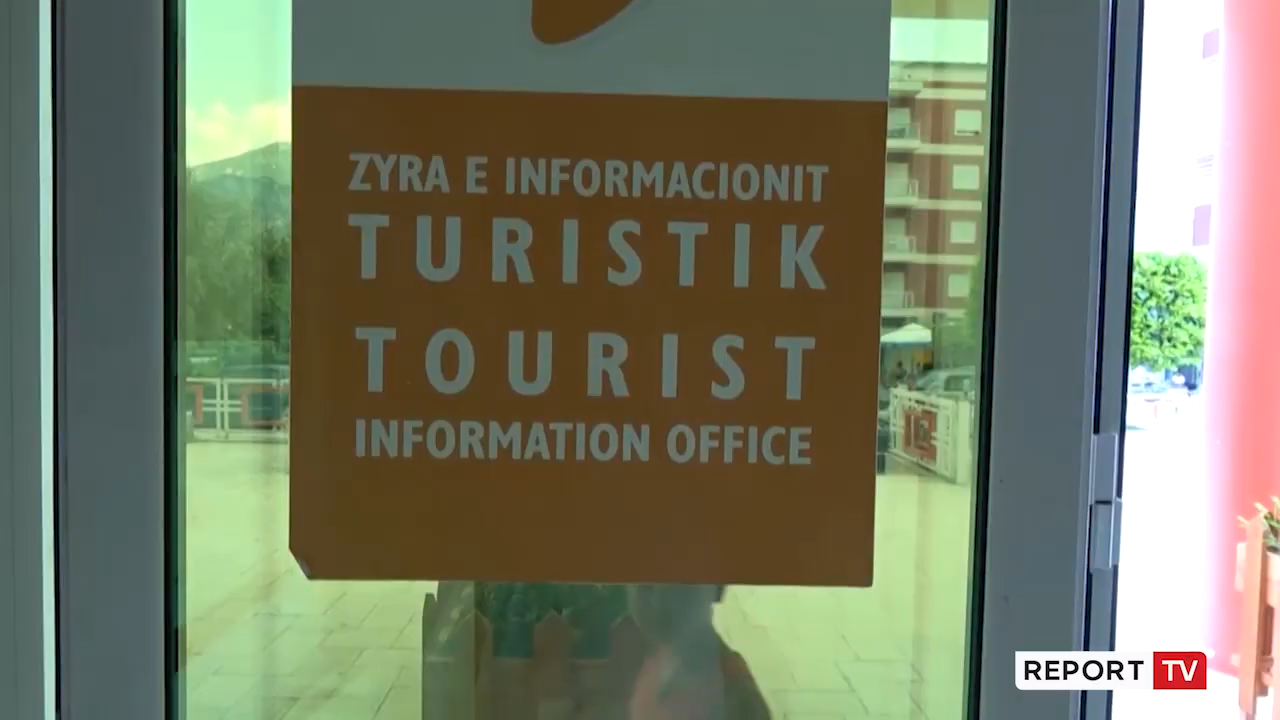 ZYRA E INFORMACIONIT
TURISTIK
TOURIST
INFORMATION OFFICE
REPORT TV